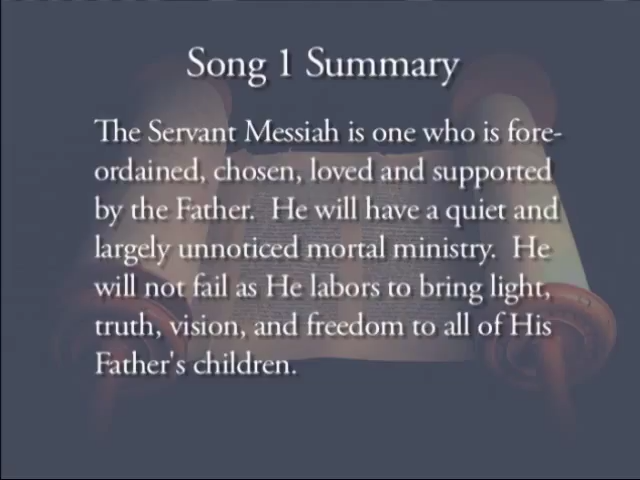 Song 1 Summary
The Servant Messiah is one who is fore-
ordained, chosen, loved and supported
by the Father.  He will have a quiet and
largely unnoticed mortal ministry.  He
will not fail as He labors to bring light,
truth, vision, and freedom to all of His
Father's children.